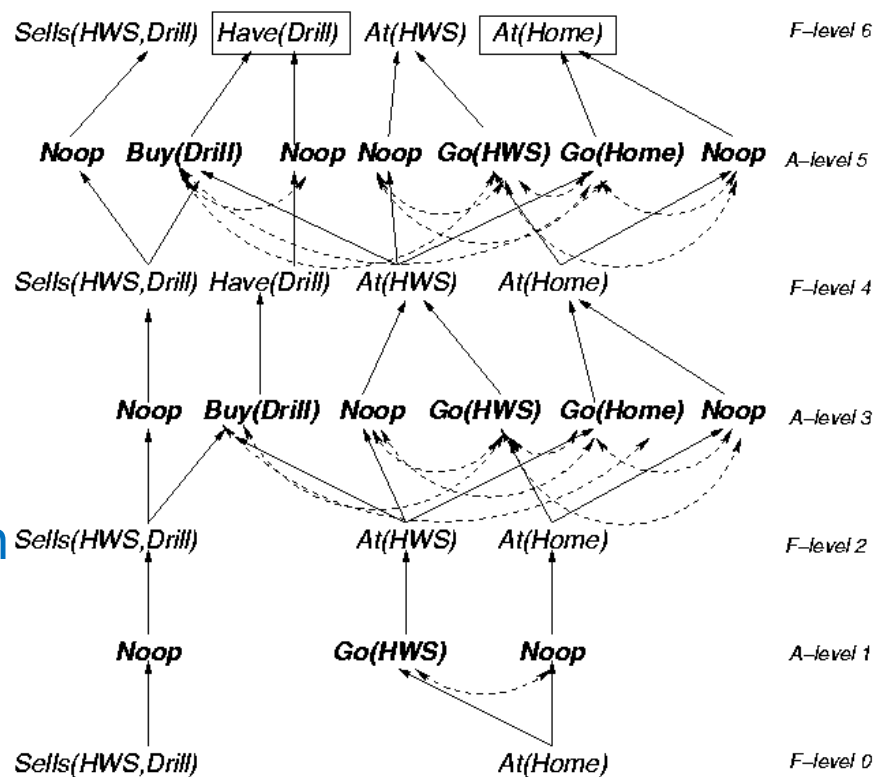 Sells(HWS,Drill) Have(Drill) At(HWS) At(Home) F-level 6
Noop Buy(Drill) Noop Noop Go(HWS) Go(Home) Noop A-level 5
Sells(HWS,Drill) Have(Drill) At(HWS) At(Home) F-level 4
Noop Buy(Drill) Noop Go(HWS) Go(Home) Noop A-level 3
n Sells(HWS,Drill) At(HWS) At(Home) F-level 2
Noop Go(HWS) Noop A-level 1
Sells(HWS,Drill) At(Home) F-level 0